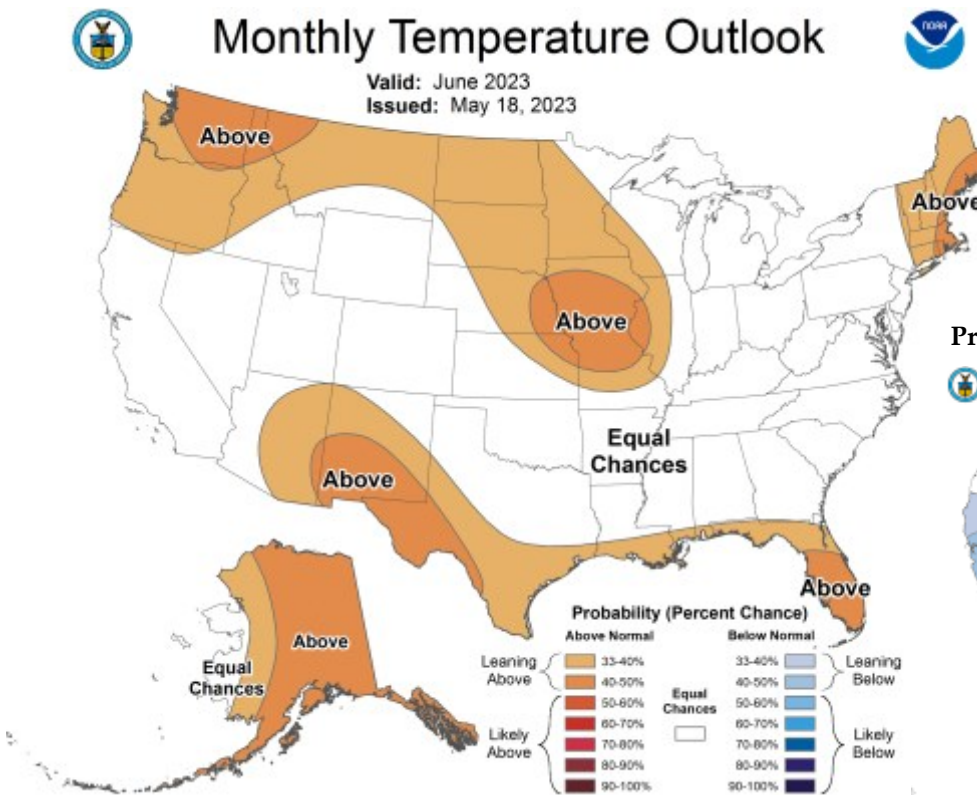 Monthly Temperature Outlook
NOAA
Valid: June 2023
Issued: May 18, 2023
Above
Above
Above
Pr
Equal
Chances
Above
Above
Above
Equal
Chances
Probability (Percent Chance)
Above Normal
Below Normal
Leaning
Above
33-40%
40-50%
Likely
Above
50-60%
60-70%
70-80%
80-90%
90-100%
Equal
Chances
33-40%
40-50%
Leaning
Below
50-60%
60-70%
70-80%
80-90%
90-100%
Likely
Below